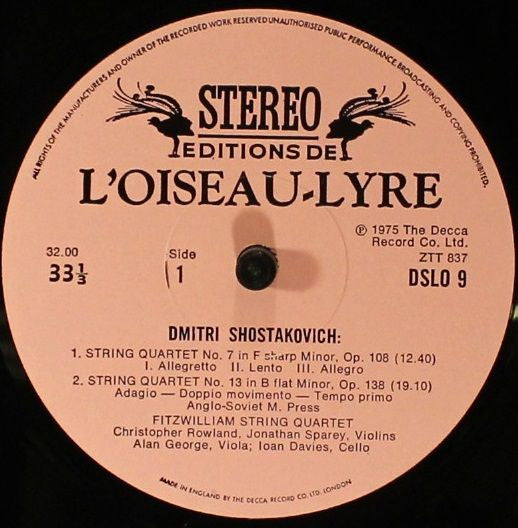 ALL RIGHTS OF THE MANUFACTURERS AND OWNER OF THE RECORDED WORK RESERVED UNAUTHORISED PUBLIC PERFORMANCE, BROADCASTING AND COPYING PROHIBITED.
STEREO
EDITIONS DE
L'OISEAU-LYRE
℗ 1975 The Decca
Record Co. Ltd.
ZTT 837
DSLO 9
32.00
33⅓
Side
1
DMITRI SHOSTAKOVICH:
1. STRING QUARTET No. 7 in F sharp Minor, Op. 108 (12.40)
I. Allegretto II. Lento III. Allegro
2. STRING QUARTET No. 13 in B flat Minor, Op. 138 (19.10)
Adagio — Doppio movimento — Tempo primo
Anglo-Soviet M. Press
FITZWILLIAM STRING QUARTET
Christopher Rowland, Jonathan Sparey, Violins
Alan George, Viola; Ioan Davies, Cello
MADE IN ENGLAND BY THE DECCA RECORD CO. LTD. LONDON